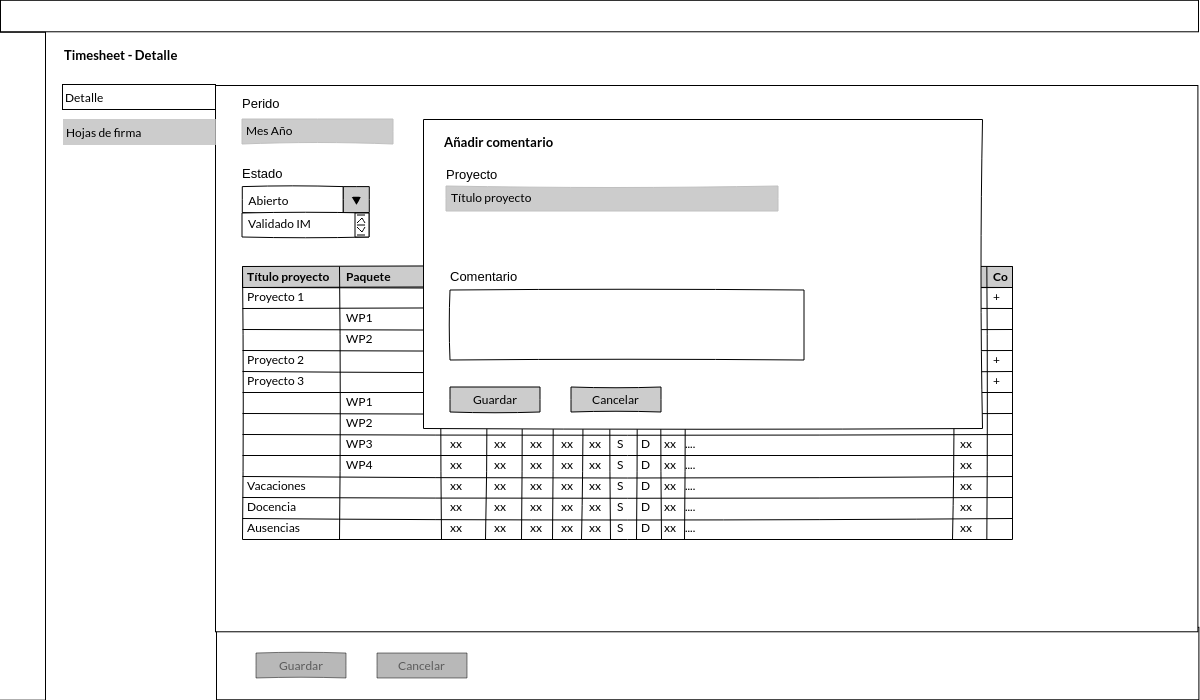 Timesheet - Detalle
Detalle
Hojas de firma
Perido
Mes Año
Estado
Abierto
Validado IM
Añadir comentario
Proyecto
Título proyecto
Comentario
Guardar Cancelar
Título proyecto Paquete Co
Proyecto 1 +
WP1
WP2
Proyecto 2 +
Proyecto 3 +
WP1
WP2
WP3 xx xx xx xx xx S D xx .... xx
WP4 xx xx xx xx xx S D xx .... xx
Vacaciones xx xx xx xx xx S D xx .... xx
Docencia xx xx xx xx xx S D xx .... xx
Ausencias xx xx xx xx xx S D xx .... xx
Guardar Cancelar